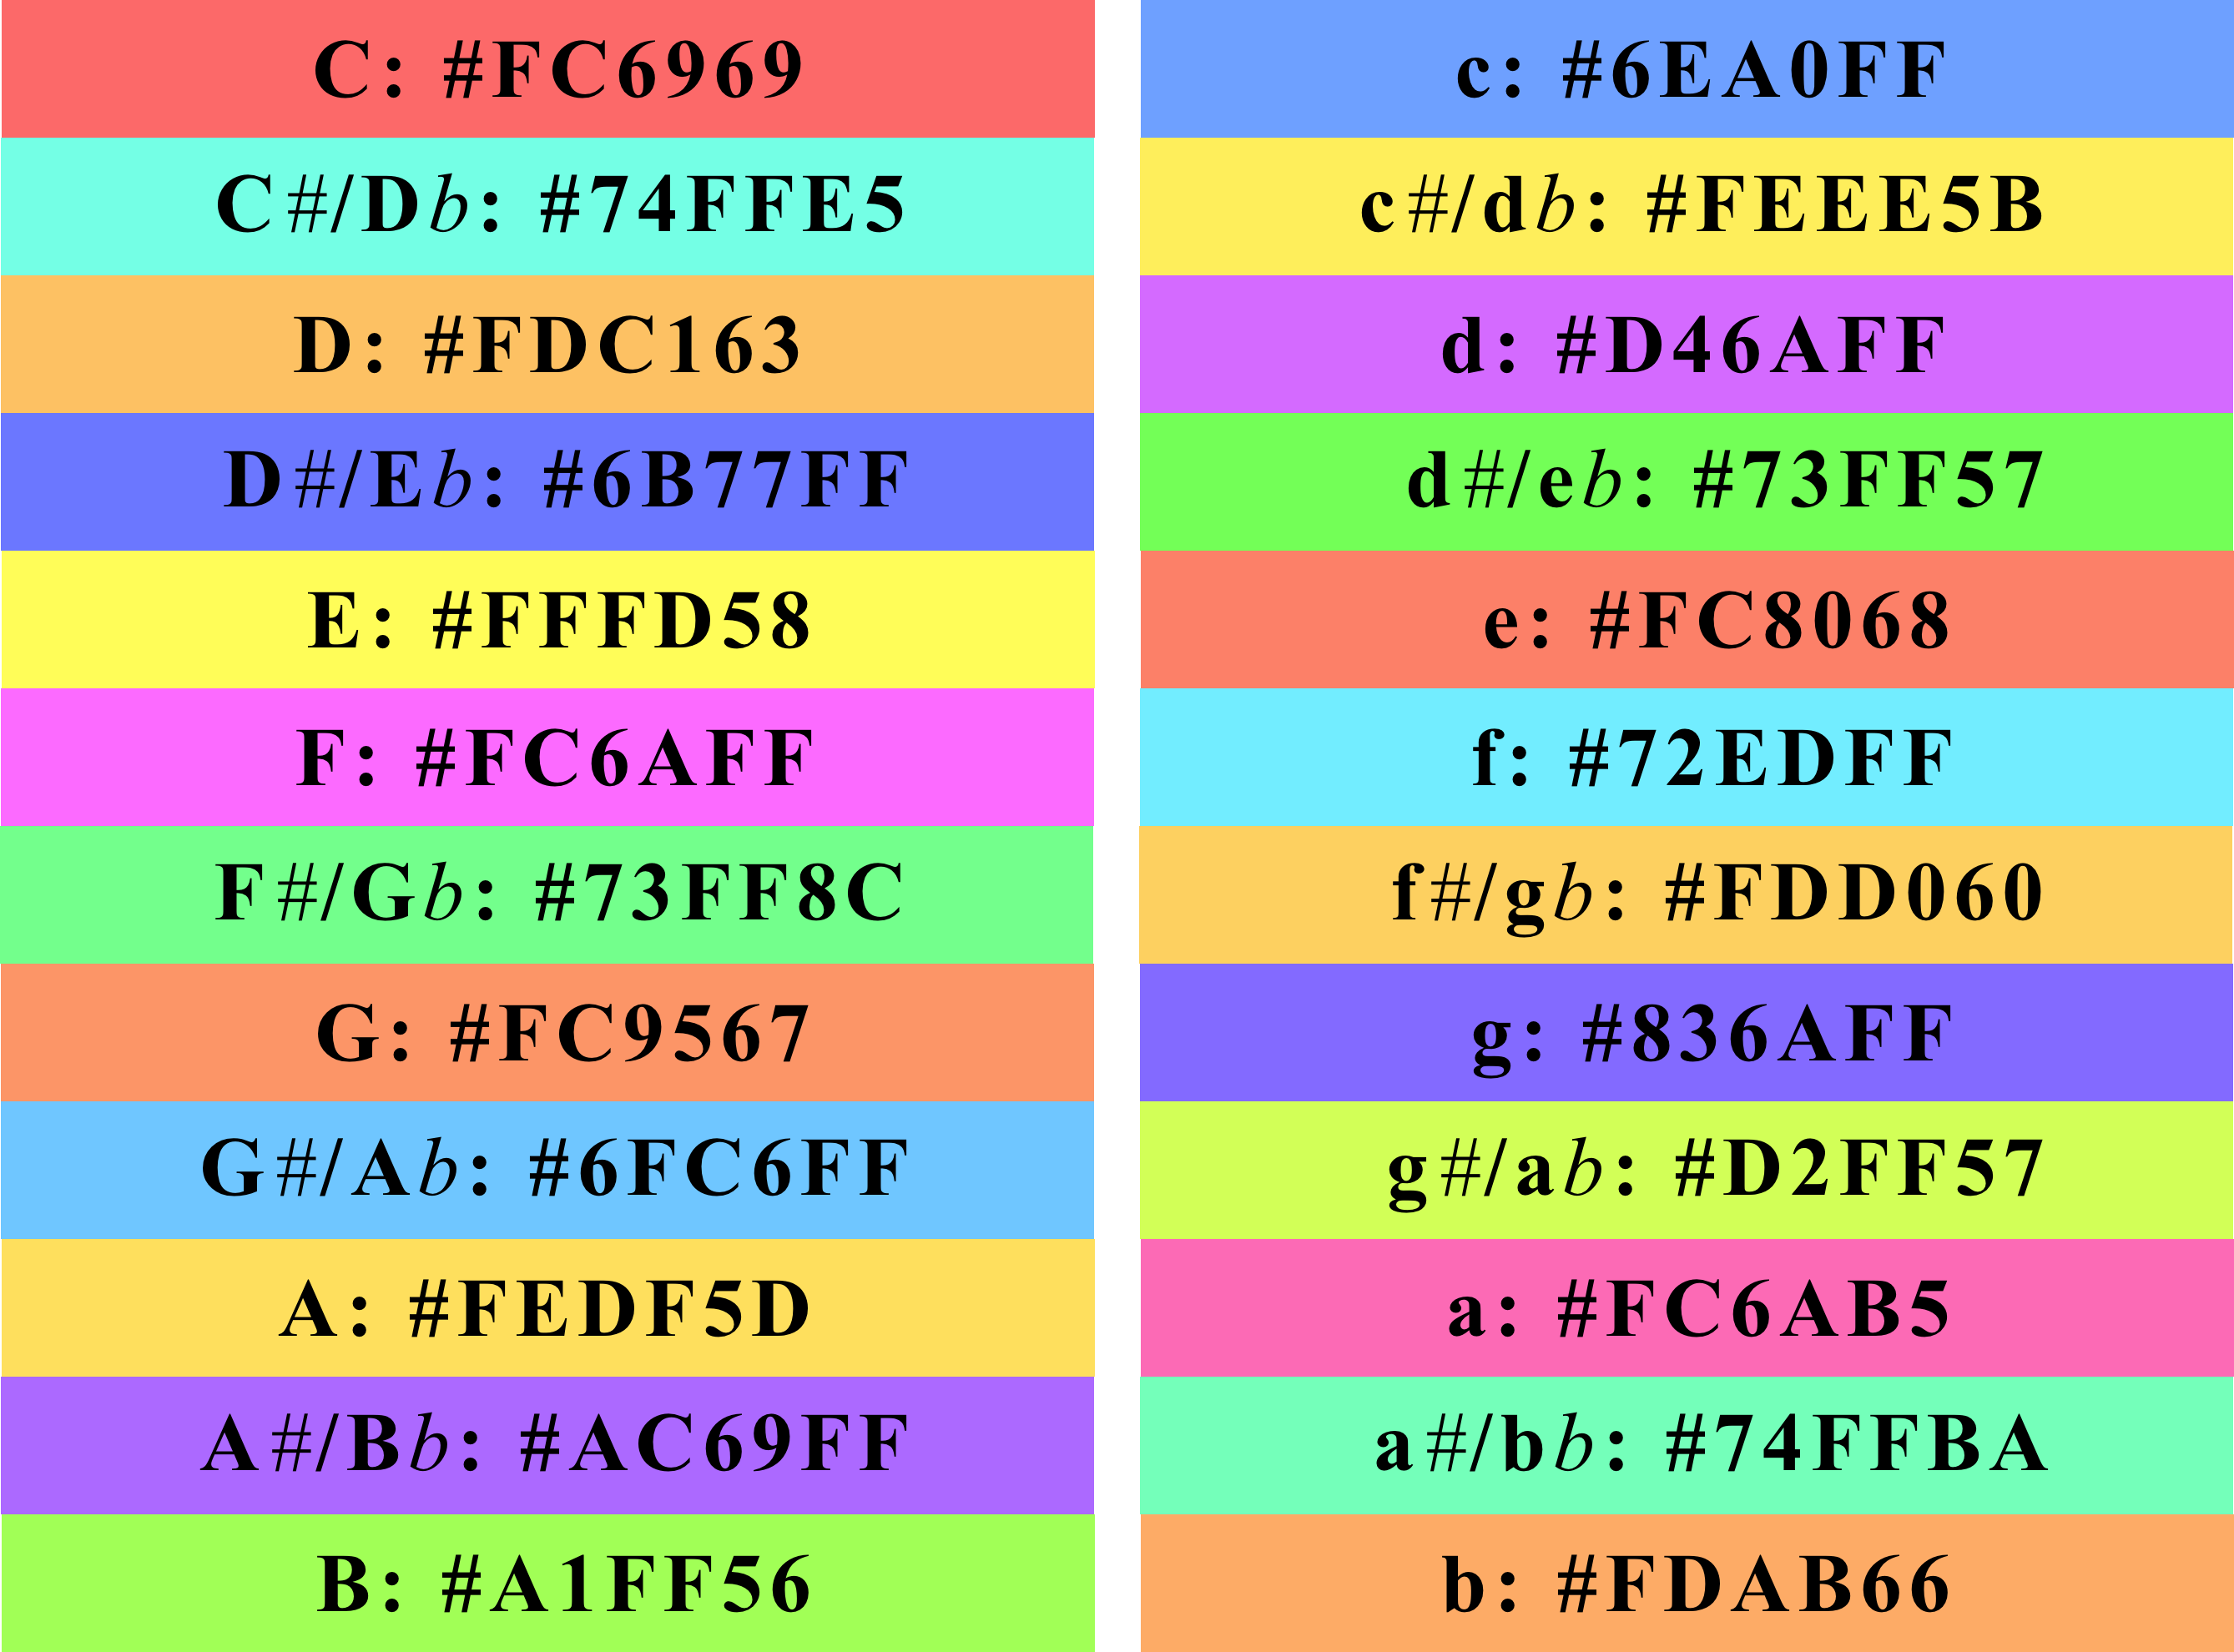 C: #FC6969
C#/Db: #74FFE5
D: #FDC163
D#/Eb: #6B77FF
E: #FFFD58
F: #FC6AFF
F#/Gb: #73FF8C
G: #FC9567
G#/Ab: #6FC6FF
A: #FEDF5D
A#/Bb: #AC69FF
B: #A1FF56
c: #6EA0FF
c#/db: #FEEE5B
d: #D46AFF
d#/eb: #73FF57
e: #FC8068
f: #72EDFF
f#/gb: #FDD060
g: #836AFF
g#/ab: #D2FF57
a: #FC6AB5
a#/bb: #74FFBA
b: #FDAB66